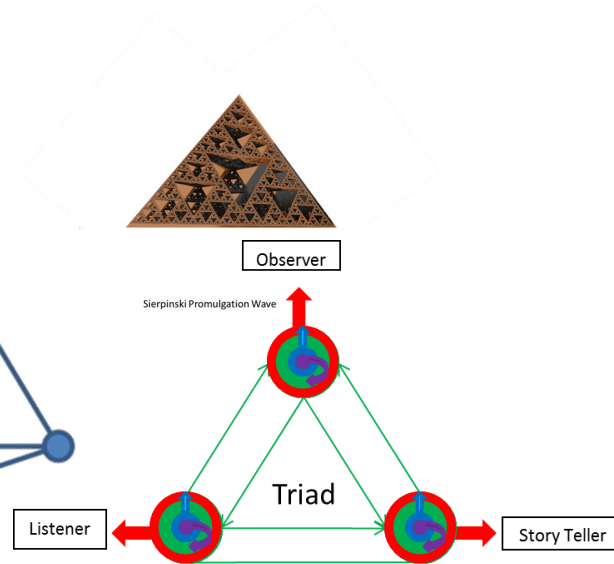 Observer
Sierpinski Promulgation Wave
Triad
Listener
Story Teller